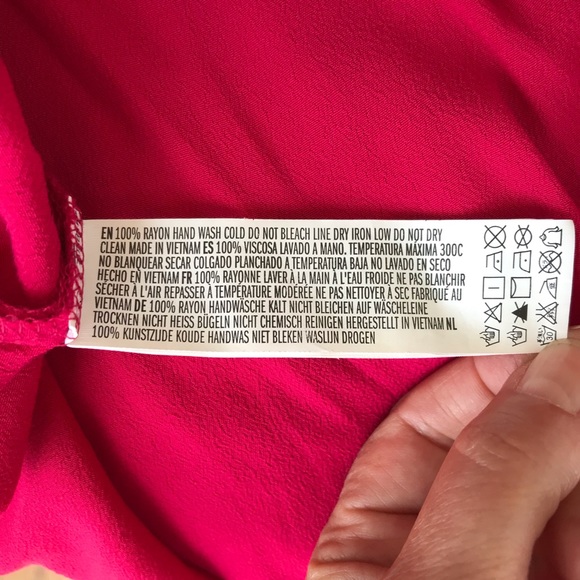 EN 100% RAYON HAND WASH COLD DO NOT BLEACH LINE DRY IRON LOW DO NOT DRY
CLEAN MADE IN VIETNAM ES 100% VISCOSA LAVADO A MANO. TEMPERATURA MÁXIMA 300C
NO BLANQUEAR SECAR COLGADO PLANCHADO A TEMPERATURA BAJA NO LAVADO EN SECO
HECHO EN VIETNAM FR 100% RAYONNE LAVER À LA MAIN À L'EAU FROIDE NE PAS BLANCHIR
SÉCHER À L'AIR REPASSER À TEMPÉRATURE MODÉRÉE NE PAS NETTOYER À SEC FABRIQUÉ AU
VIETNAM DE 100% RAYON HANDWÄSCHE KALT NICHT BLEICHEN AUF WÄSCHELEINE
TROCKNEN NICHT HEISS BÜGELN NICHT CHEMISCH REINIGEN HERGESTELLT IN VIETNAM NL
100% KUNSTZIJDE KOUDE HANDWAS NIET BLEKEN WASLIJN DROGEN